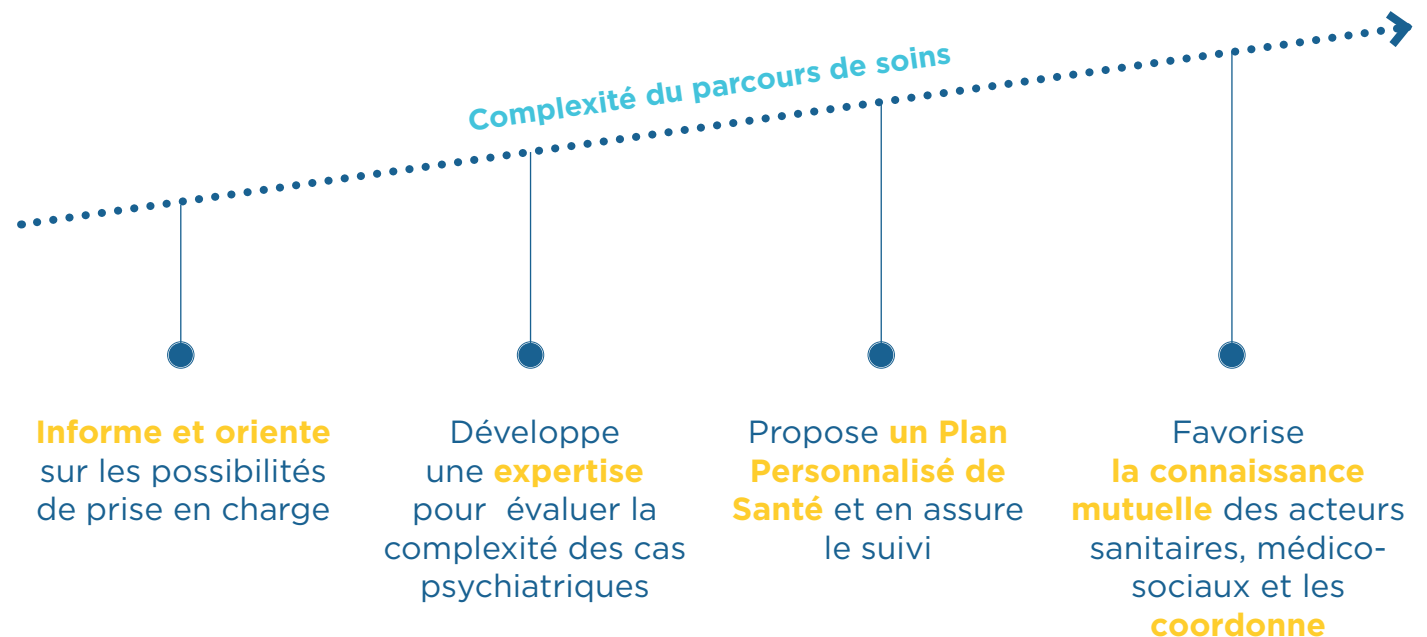 Complexité du parcours de soins
Informe et oriente
sur les possibilités
de prise en charge
Développe
une expertise
pour évaluer la
complexité des cas
psychiatriques
Propose un Plan
Personnalisé de
Santé et en assure
le suivi
Favorise
la connaissance
mutuelle des acteurs
sanitaires, médico-
sociaux et les
coordonne